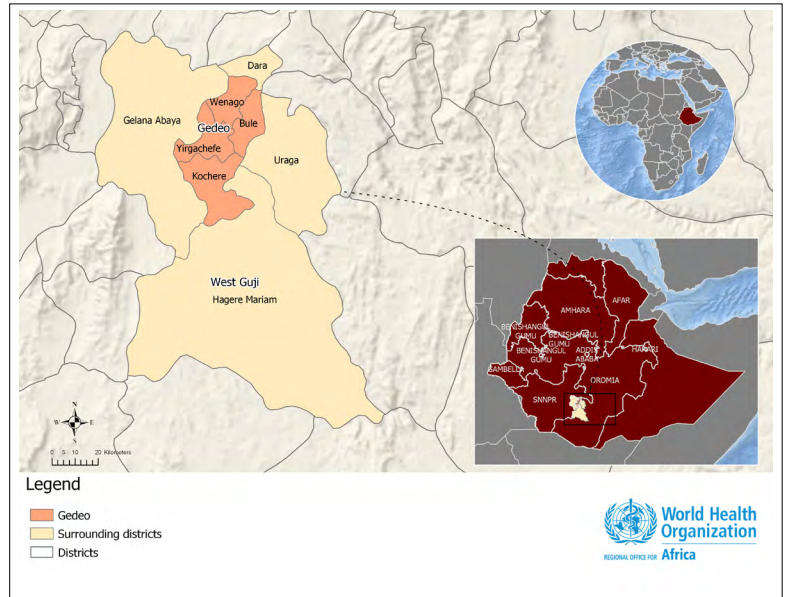 Dara
Wenago
Gelana Abaya
Bule
Gedeo
Yirgachefe
Uraga
Kochere
West Guji
Hagere Mariam
N
W
E
S
0 5 10 20 Kilometers
AFAR
AMHARA
BENISHANGUL
GUMU
BENISHANGUL
GUMU
BENISHANGUL
GUMU
ADDIS
ABABA
HARARI
GAMBELLA
OROMIA
SNNPR
Legend
Gedeo
Surrounding districts
Districts
World Health
Organization
REGIONAL OFFICE FOR Africa